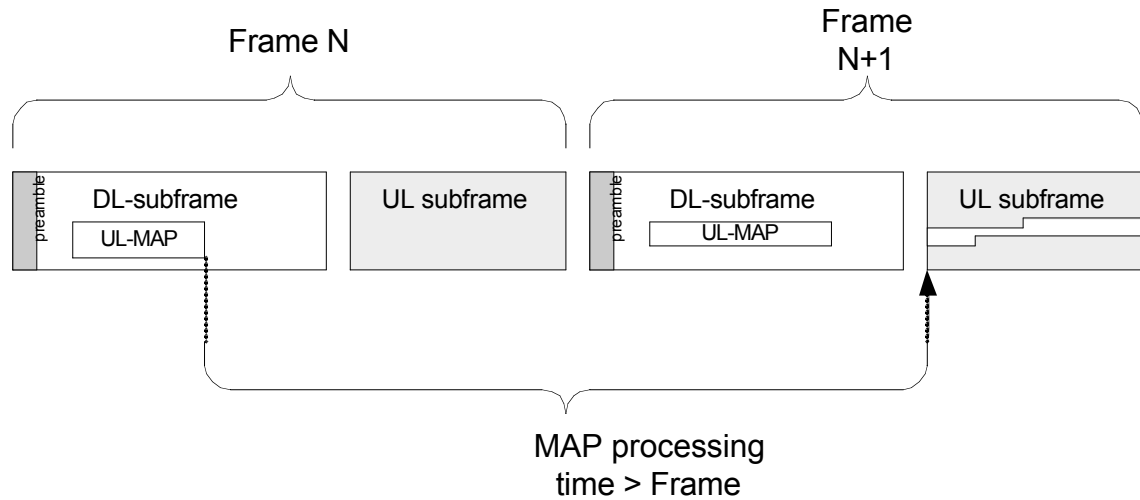 Frame N
Frame
N+1
preamble
DL-subframe
UL-MAP
UL subframe
preamble
DL-subframe
UL-MAP
UL subframe
MAP processing
time > Frame